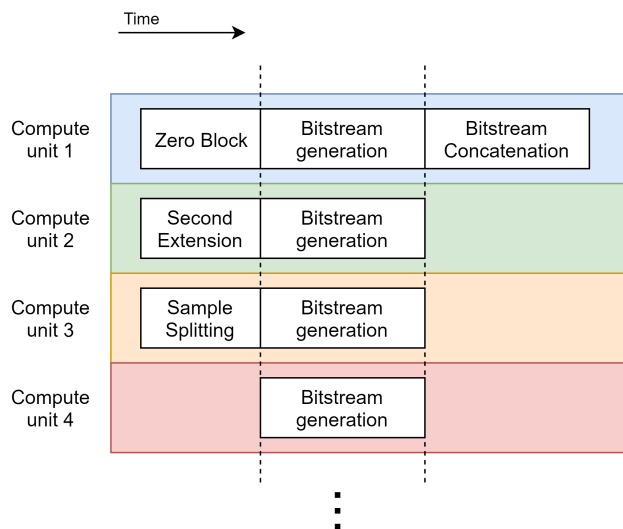 Time
Compute
unit 1
Zero Block
Bitstream
generation
Bitstream
Concatenation
Compute
unit 2
Second
Extension
Bitstream
generation
Compute
unit 3
Sample
Splitting
Bitstream
generation
Compute
unit 4
Bitstream
generation